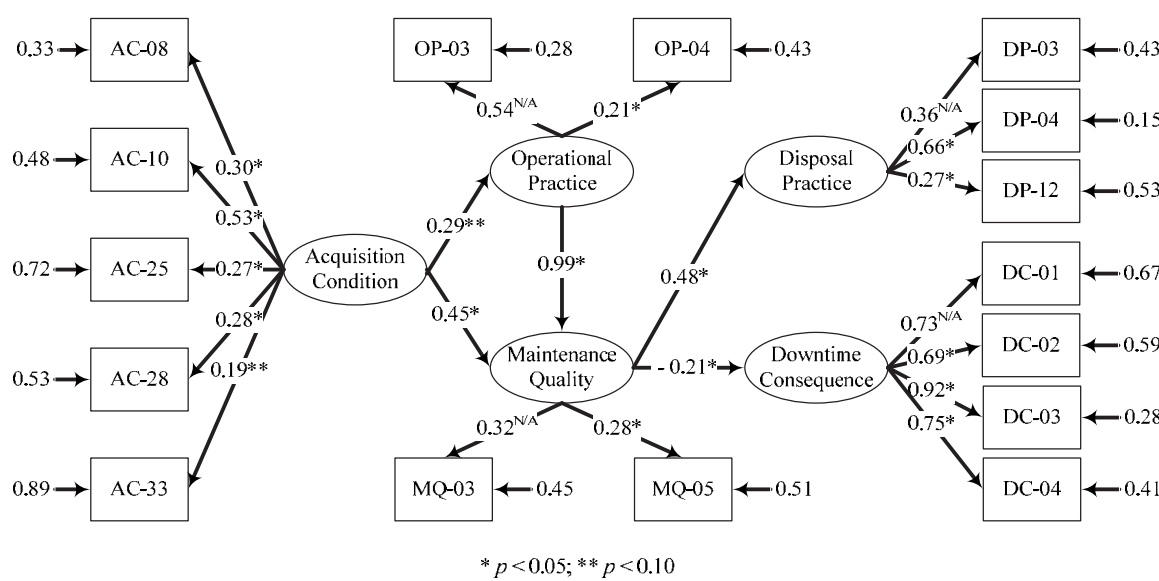 0.33 AC-08
OP-03 0.28
OP-04 0.43
DP-03 0.43
0.54N/A
0.21*
0.36N/A
DP-04 0.15
0.48 AC-10
0.30*
Operational
Practice
Disposal
Practice
0.66*
0.27*
DP-12 0.53
0.53*
0.29**
0.72 AC-25
0.27*
Acquisition
Condition
0.99*
0.48*
DC-01 0.67
0.28*
0.45*
0.73N/A
DC-02 0.59
0.53 AC-28
0.19**
Maintenance
Quality
- 0.21*
Downtime
Consequence
0.69*
0.92*
0.75*
DC-03 0.28
0.32N/A
0.28*
0.89 AC-33
MQ-03 0.45
MQ-05 0.51
DC-04 0.41
* p < 0.05; ** p < 0.10